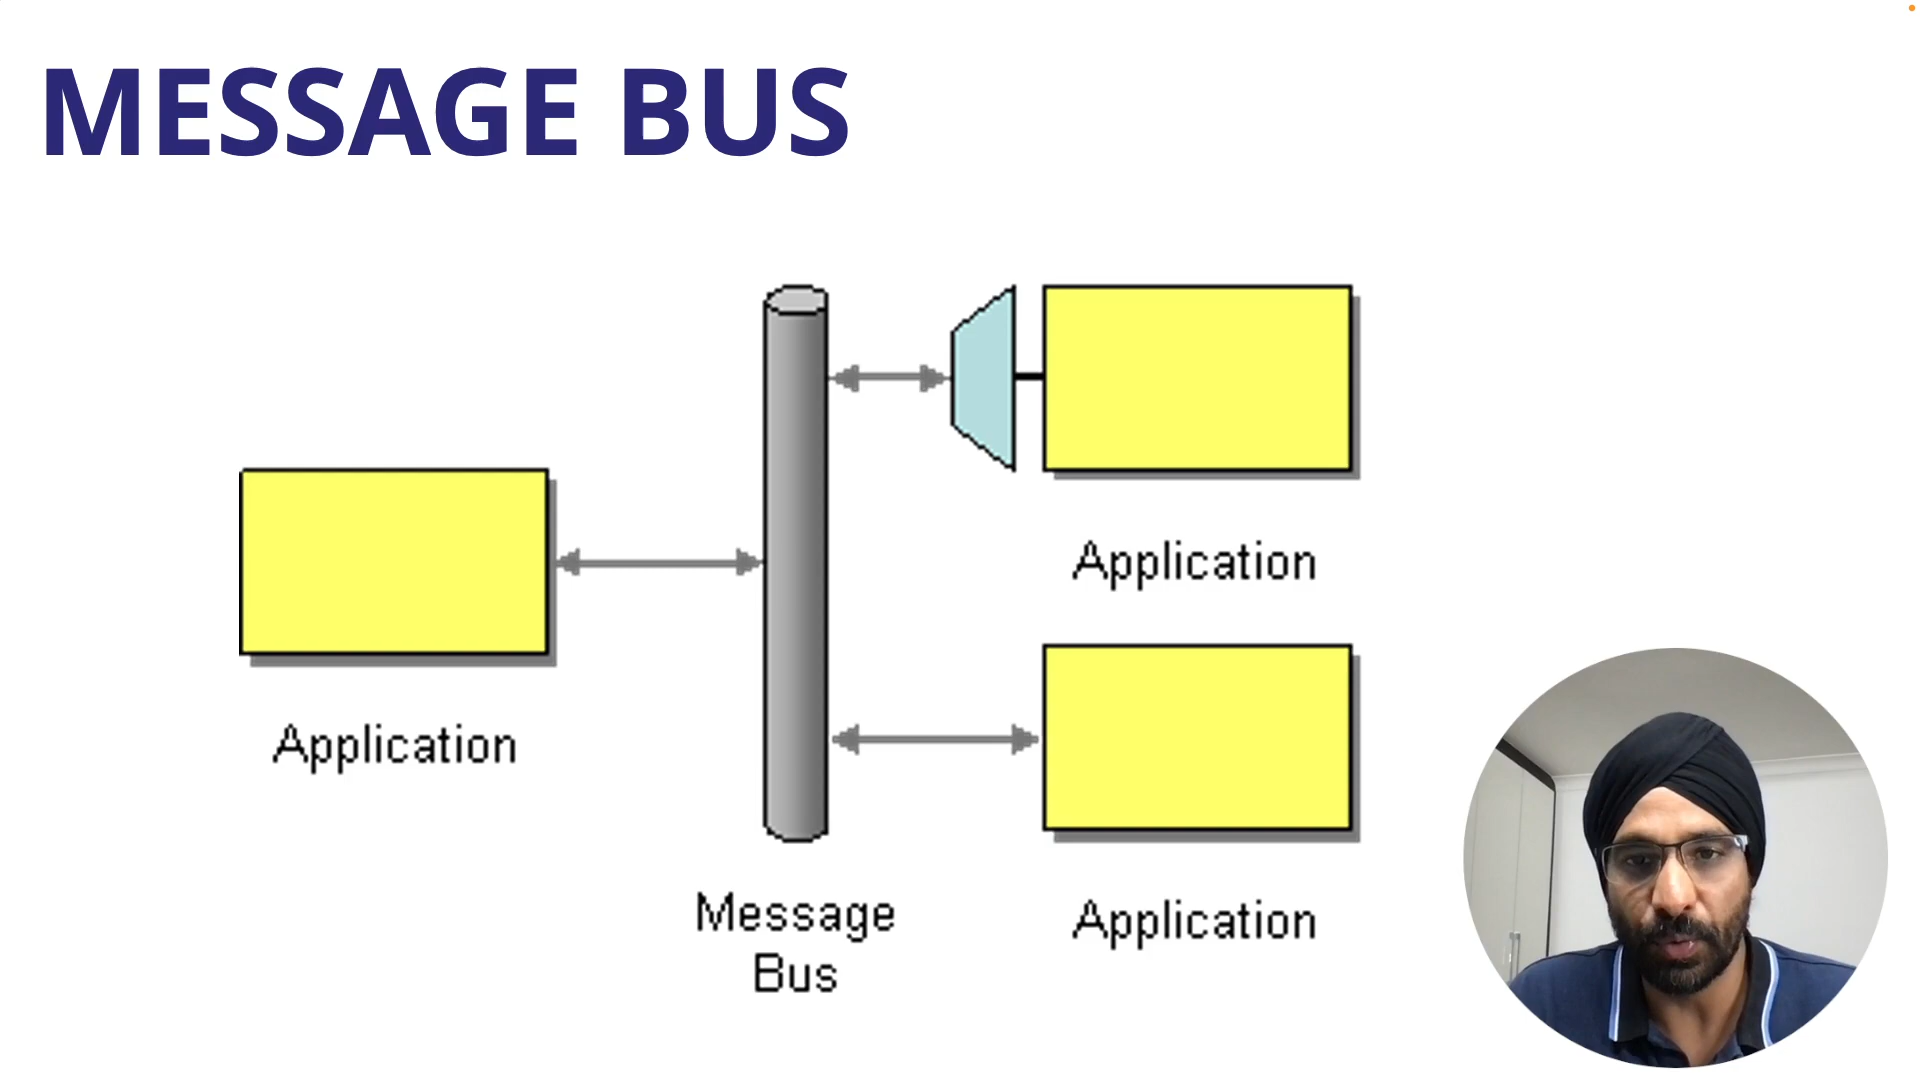 MESSAGE BUS
Application
Application
Message
Bus
Application